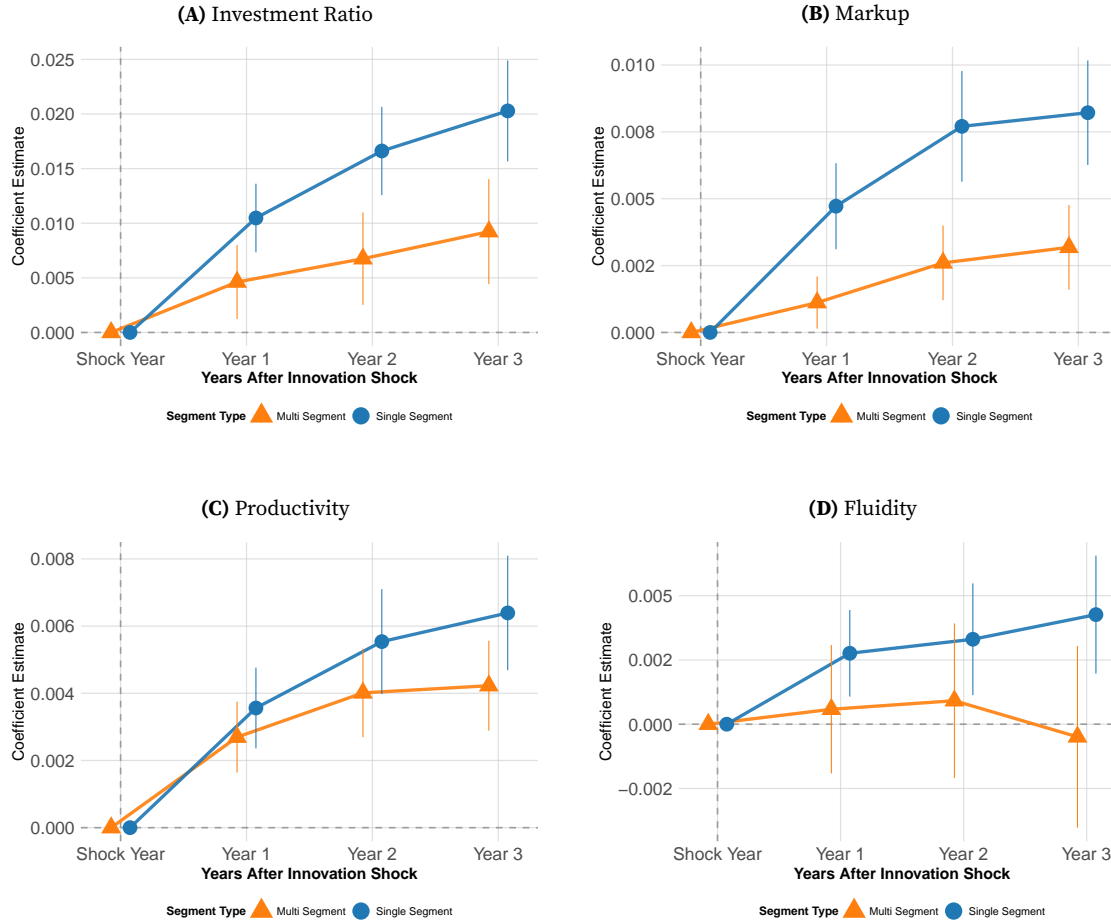 (A) Investment Ratio
0.025
0.020
0.015
0.010
0.005
0.000
Coefficient Estimate
Shock Year Year 1 Year 2 Year 3
Years After Innovation Shock
Segment Type Multi Segment Single Segment
(B) Markup
0.010
0.008
0.005
0.002
0.000
Coefficient Estimate
Shock Year Year 1 Year 2 Year 3
Years After Innovation Shock
Segment Type Multi Segment Single Segment
(C) Productivity
0.008
0.006
0.004
0.002
0.000
Coefficient Estimate
Shock Year Year 1 Year 2 Year 3
Years After Innovation Shock
Segment Type Multi Segment Single Segment
(D) Fluidity
0.005
0.002
0.000
−0.002
Coefficient Estimate
Shock Year Year 1 Year 2 Year 3
Years After Innovation Shock
Segment Type Multi Segment Single Segment